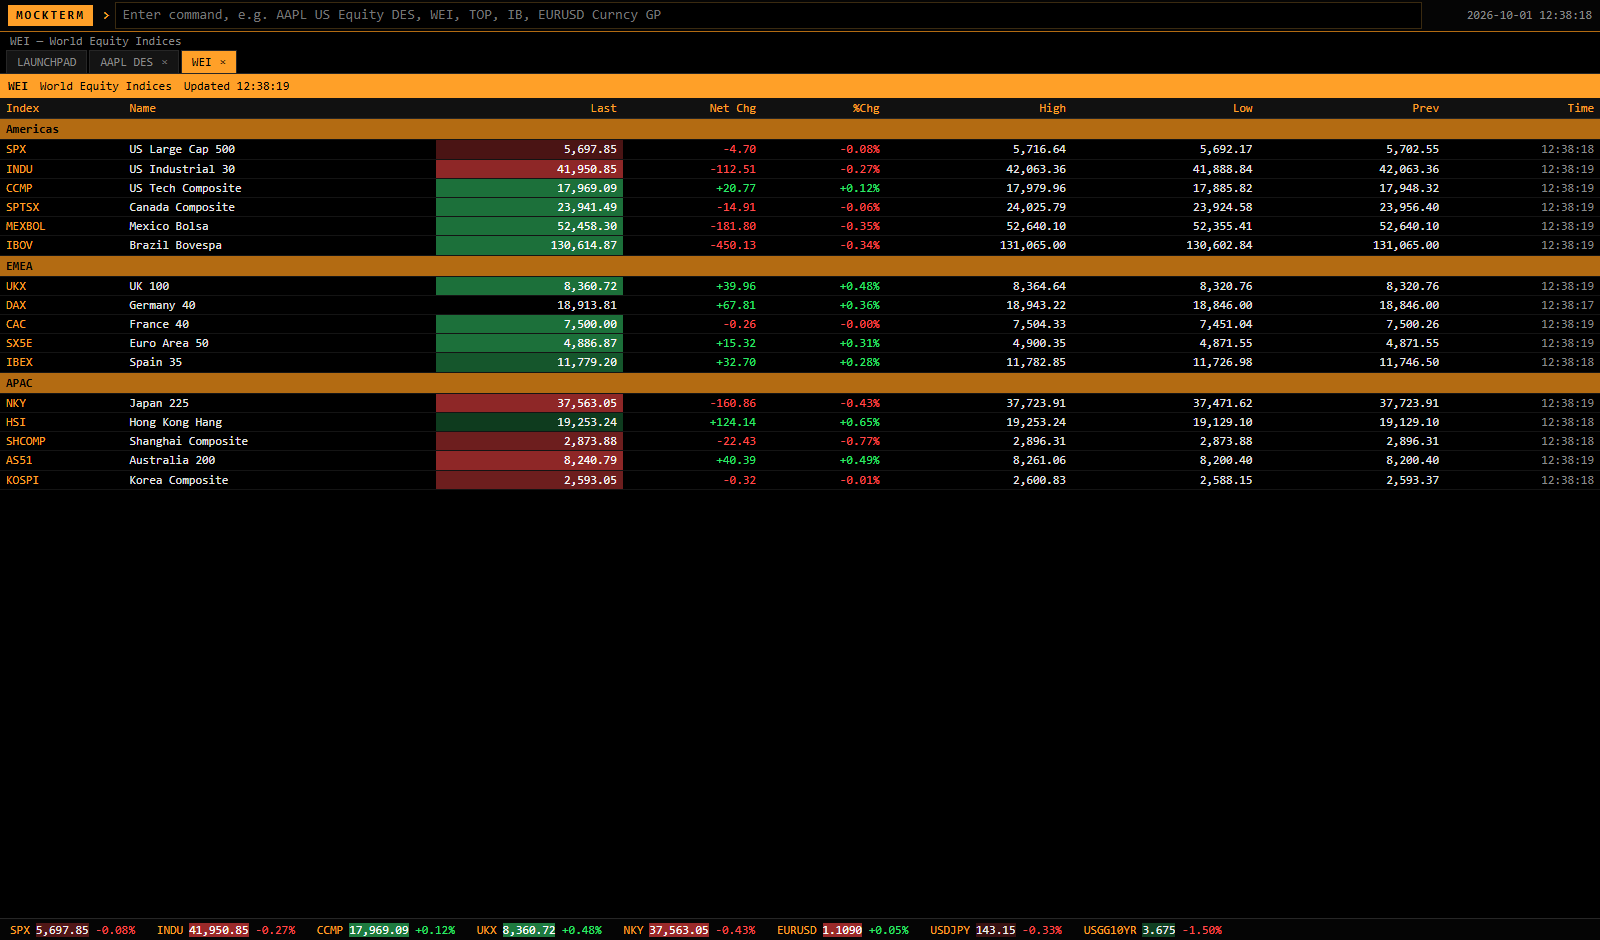 MOCKTERM › Enter command, e.g. AAPL US Equity DES, WEI, TOP, IB, EURUSD Curncy GP 2026-10-01 12:38:18
WEI — World Equity Indices
LAUNCHPAD AAPL DES × WEI ×
WEI World Equity Indices Updated 12:38:19
Index Name Last Net Chg %Chg High Low Prev Time
Americas
SPX US Large Cap 500 5,697.85 -4.70 -0.08% 5,716.64 5,692.17 5,702.55 12:38:18
INDU US Industrial 30 41,950.85 -112.51 -0.27% 42,063.36 41,888.84 42,063.36 12:38:19
CCMP US Tech Composite 17,969.09 +20.77 +0.12% 17,979.96 17,885.82 17,948.32 12:38:19
SPTSX Canada Composite 23,941.49 -14.91 -0.06% 24,025.79 23,924.58 23,956.40 12:38:19
MEXBOL Mexico Bolsa 52,458.30 -181.80 -0.35% 52,640.10 52,355.41 52,640.10 12:38:19
IBOV Brazil Bovespa 130,614.87 -450.13 -0.34% 131,065.00 130,602.84 131,065.00 12:38:19
EMEA
UKX UK 100 8,360.72 +39.96 +0.48% 8,364.64 8,320.76 8,320.76 12:38:19
DAX Germany 40 18,913.81 +67.81 +0.36% 18,943.22 18,846.00 18,846.00 12:38:17
CAC France 40 7,500.00 -0.26 -0.00% 7,504.33 7,451.04 7,500.26 12:38:19
SX5E Euro Area 50 4,886.87 +15.32 +0.31% 4,900.35 4,871.55 4,871.55 12:38:19
IBEX Spain 35 11,779.20 +32.70 +0.28% 11,782.85 11,726.98 11,746.50 12:38:18
APAC
NKY Japan 225 37,563.05 -160.86 -0.43% 37,723.91 37,471.62 37,723.91 12:38:19
HSI Hong Kong Hang 19,253.24 +124.14 +0.65% 19,253.24 19,129.10 19,129.10 12:38:18
SHCOMP Shanghai Composite 2,873.88 -22.43 -0.77% 2,896.31 2,873.88 2,896.31 12:38:18
AS51 Australia 200 8,240.79 +40.39 +0.49% 8,261.06 8,200.40 8,200.40 12:38:19
KOSPI Korea Composite 2,593.05 -0.32 -0.01% 2,600.83 2,588.15 2,593.37 12:38:18
SPX 5,697.85 -0.08% INDU 41,950.85 -0.27% CCMP 17,969.09 +0.12% UKX 8,360.72 +0.48% NKY 37,563.05 -0.43% EURUSD 1.1090 +0.05% USDJPY 143.15 -0.33% USGG10YR 3.675 -1.50%